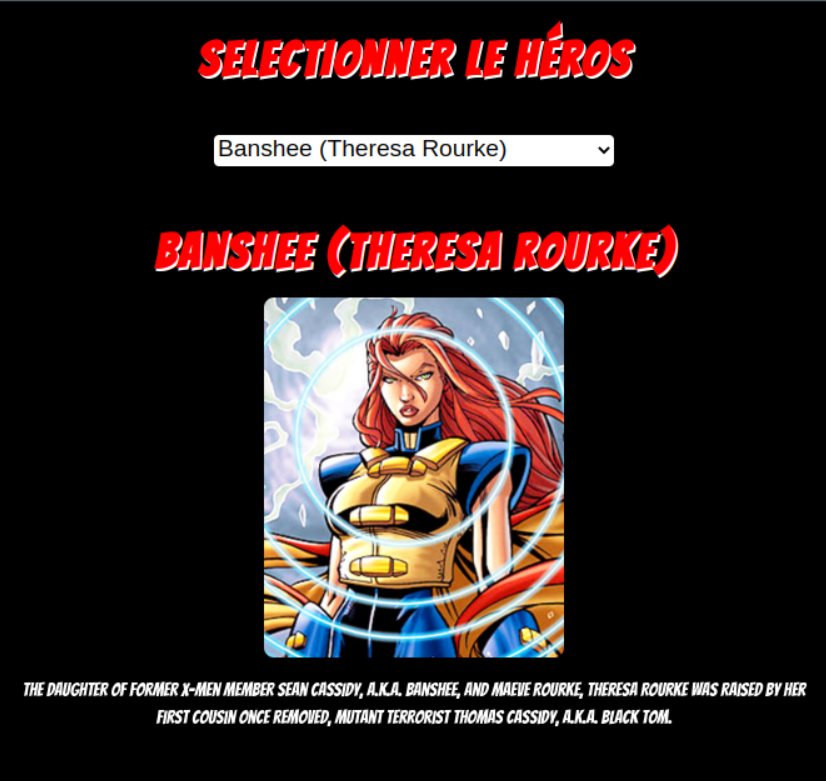 SELECTIONNER LE HÉROS
Banshee (Theresa Rourke)
BANSHEE (THERESA ROURKE)
THE DAUGHTER OF FORMER X-MEN MEMBER SEAN CASSIDY, A.K.A. BANSHEE, AND MAEVE ROURKE, THERESA ROURKE WAS RAISED BY HER
FIRST COUSIN ONCE REMOVED, MUTANT TERRORIST THOMAS CASSIDY, A.K.A. BLACK TOM.